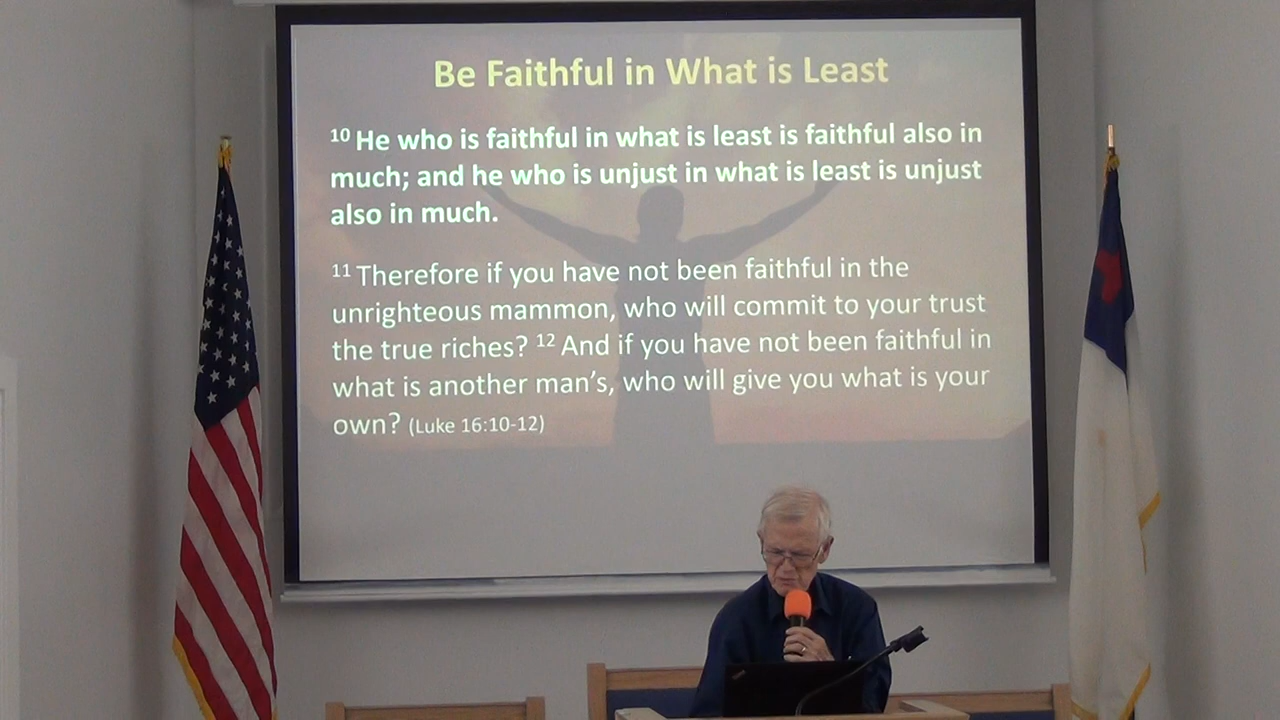 Be Faithful in What is Least
10 He who is faithful in what is least is faithful also in
much; and he who is unjust in what is least is unjust
also in much.
11 Therefore if you have not been faithful in the
unrighteous mammon, who will commit to your trust
the true riches? 12 And if you have not been faithful in
what is another man’s, who will give you what is your
own? (Luke 16:10-12)